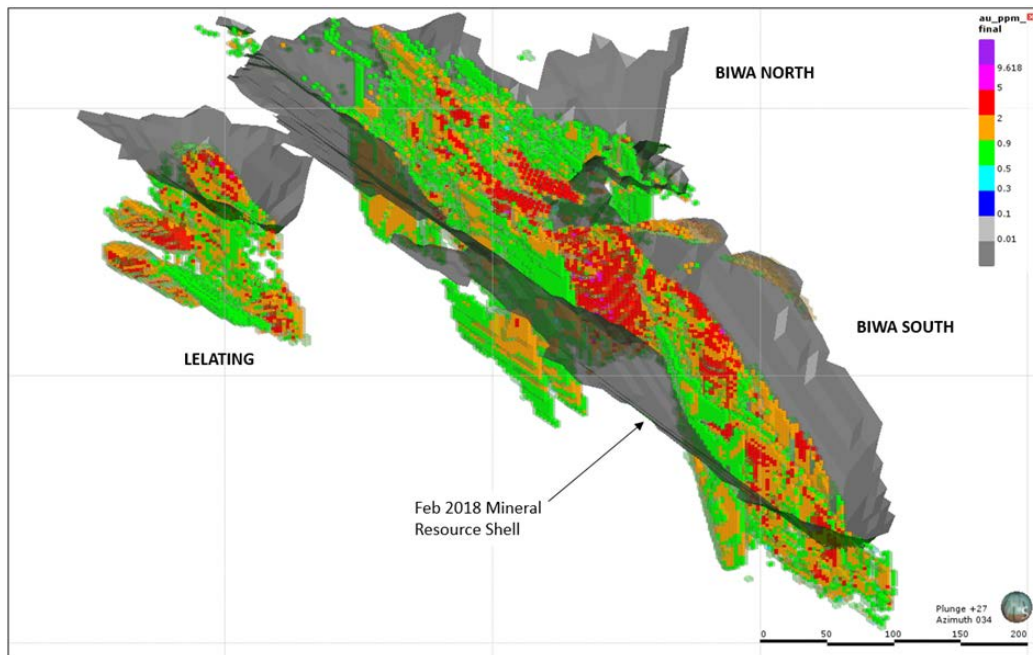 au_ppm_
final
9.618
5
2
0.9
0.5
0.3
0.1
0.01
BIWA NORTH
BIWA SOUTH
LELATING
Feb 2018 Mineral
Resource Shell
Plunge +27
Azimuth 034
0 50 100 150 200